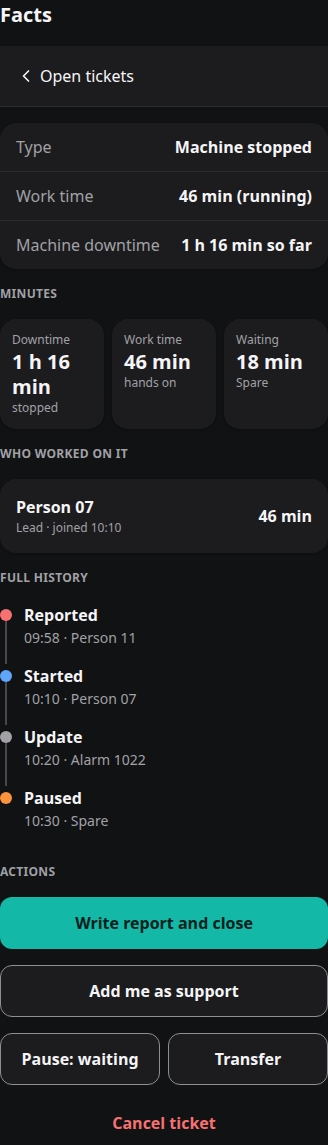 Facts
Open tickets
Type Machine stopped
Work time 46 min (running)
Machine downtime 1 h 16 min so far
MINUTES
Downtime
1 h 16
min
stopped
Work time
46 min
hands on
Waiting
18 min
Spare
WHO WORKED ON IT
Person 07
Lead · joined 10:10
46 min
FULL HISTORY
Reported
09:58 · Person 11
Started
10:10 · Person 07
Update
10:20 · Alarm 1022
Paused
10:30 · Spare
ACTIONS
Write report and close
Add me as support
Pause: waiting
Transfer
Cancel ticket